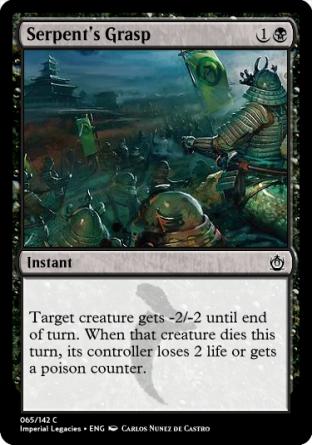 Serpent's Grasp 1
Instant
Target creature gets -2/-2 until end
of turn. When that creature dies this
turn, its controller loses 2 life or gets
a poison counter.
065/142 C
Imperial Legacies • ENG Carlos Nunez de Castro